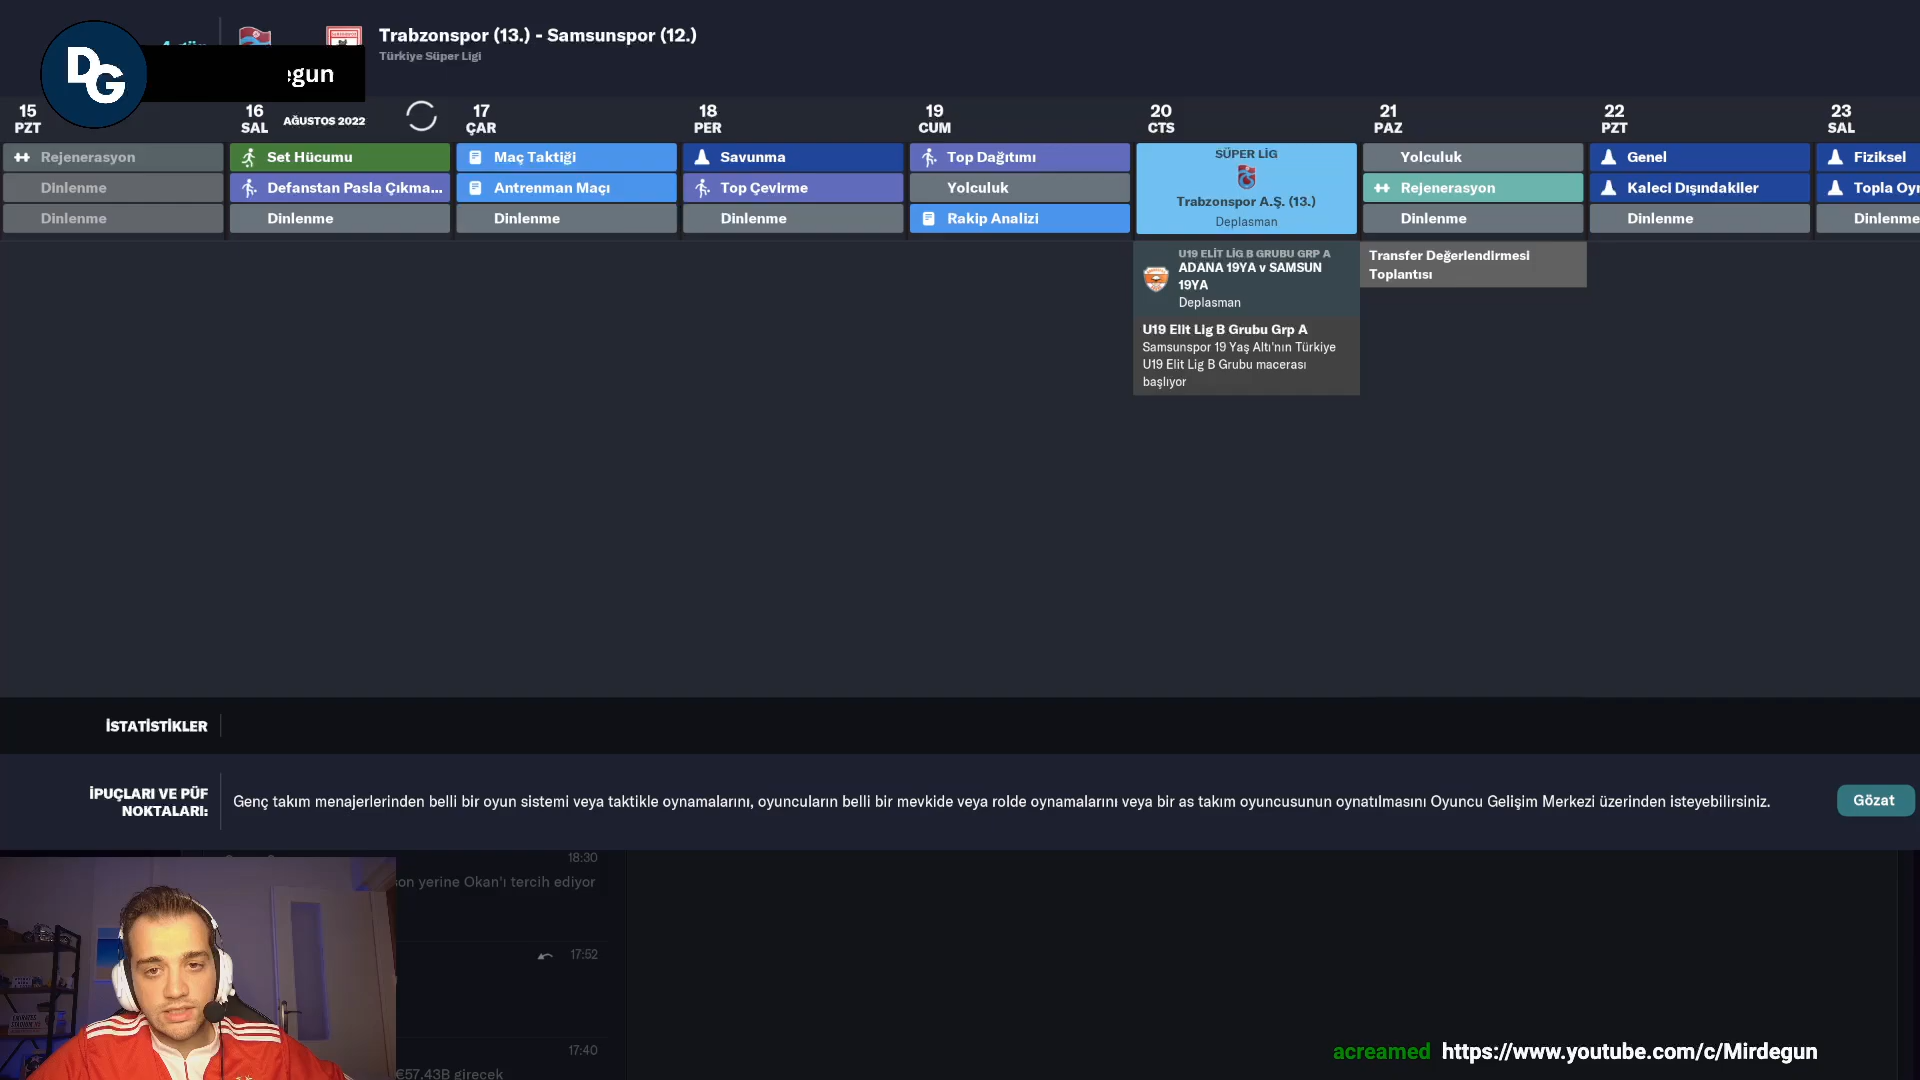 Trabzonspor (13.) - Samsunspor (12.)
Türkiye Süper Ligi
DG
egun
15
PZT
16
SAL
AĞUSTOS 2022
17
ÇAR
18
PER
19
CUM
20
CTS
21
PAZ
22
PZT
23
SAL
Rejenerasyon
Dinlenme
Dinlenme
Set Hücumu
Defanstan Pasla Çıkma...
Dinlenme
Maç Taktiği
Antrenman Maçı
Dinlenme
Savunma
Top Çevirme
Dinlenme
Top Dağıtımı
Yolculuk
Rakip Analizi
SÜPER LİG
Trabzonspor A.Ş. (13.)
Deplasman
Yolculuk
Rejenerasyon
Dinlenme
Genel
Kaleci Dışındakiler
Dinlenme
Fiziksel
Topla Oyn
Dinlenme
U19 ELİT LİG B GRUBU GRP A
ADANA 19YA v SAMSUN
19YA
Deplasman
U19 Elit Lig B Grubu Grp A
Samsunspor 19 Yaş Altı'nın Türkiye
U19 Elit Lig B Grubu macerası
başlıyor
Transfer Değerlendirmesi
Toplantısı
İSTATİSTİKLER
İPUÇLARI VE PÜF
NOKTALARI:
Genç takım menajerlerinden belli bir oyun sistemi veya taktikle oynamalarını, oyuncuların belli bir mevkide veya rolde oynamalarını veya bir as takım oyuncusunun oynatılmasını Oyuncu Gelişim Merkezi üzerinden isteyebilirsiniz.
Gözat
18:30
son yerine Okan'ı tercih ediyor
17:52
17:40
€57.43B girecek
acreamed https://www.youtube.com/c/Mirdegun